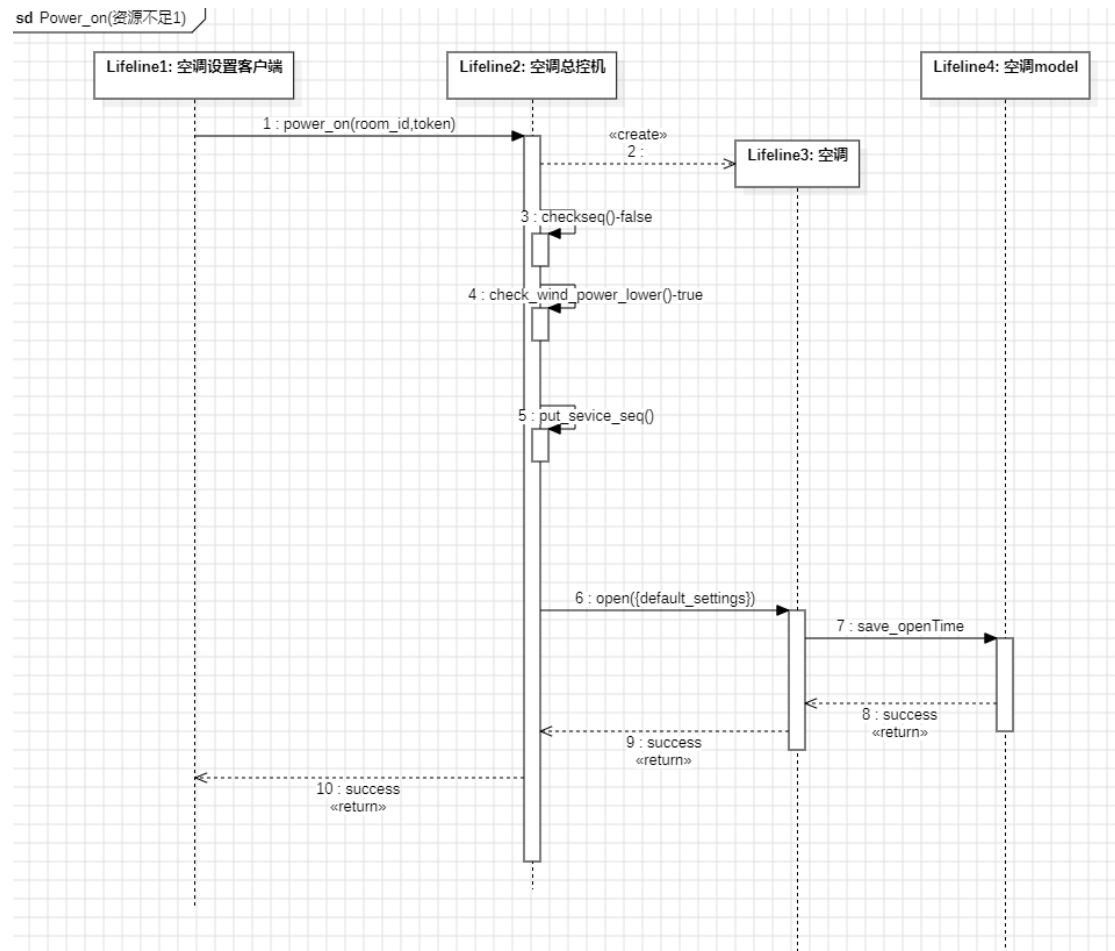 sd Power_on(资源不足1)
Lifeline1: 空调设置客户端
Lifeline2: 空调总控机
Lifeline4: 空调model
1 : power_on(room_id,token)
«create»
2 :
Lifeline3: 空调
3 : checkseq()-false
4 : check_wind_power_lower()-true
5 : put_sevice_seq()
6 : open({default_settings})
7 : save_openTime
8 : success
«return»
9 : success
«return»
10 : success
«return»